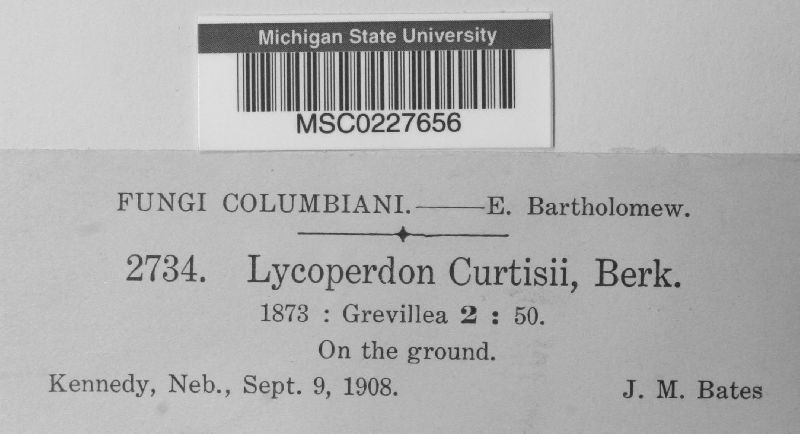 Michigan State University
MSC0227656
FUNGI COLUMBIANI.——E. Bartholomew.
2734. Lycoperdon Curtisii, Berk.
1873 : Grevillea 2 : 50.
On the ground.
Kennedy, Neb., Sept. 9, 1908. J. M. Bates